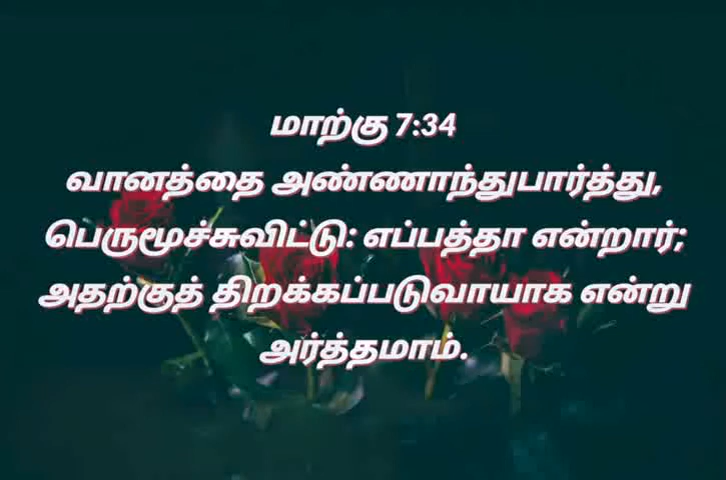 மாற்கு 7:34
வானத்தை அண்ணாந்துபார்த்து,
பெருமூச்சுவிட்டு: எப்பத்தா என்றார்;
அதற்குத் திறக்கப்படுவாயாக என்று
அர்த்தமாம்.